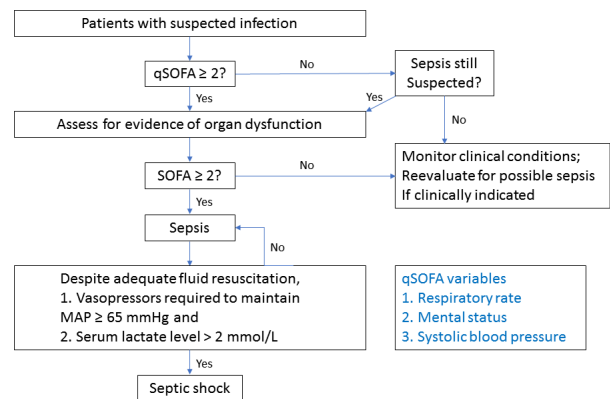 Patients with suspected infection
qSOFA ≥ 2?
No
Sepsis still
Suspected?
Yes
Yes
Assess for evidence of organ dysfunction
No
SOFA ≥ 2?
No
Monitor clinical conditions;
Reevaluate for possible sepsis
If clinically indicated
Yes
Sepsis
No
Despite adequate fluid resuscitation,
1. Vasopressors required to maintain
MAP ≥ 65 mmHg and
2. Serum lactate level > 2 mmol/L
qSOFA variables
1. Respiratory rate
2. Mental status
3. Systolic blood pressure
Yes
Septic shock